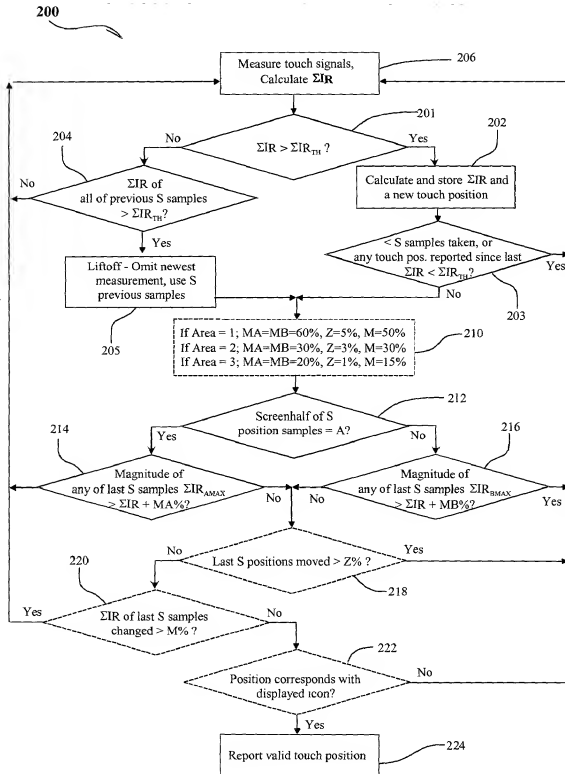 200
Measure touch signals,
Calculate ΣIR
206
201
No
ΣIR > ΣIR_TH ?
Yes
204
202
ΣIR of
all of previous S samples
> ΣIR_TH?
No
Calculate and store ΣIR and
a new touch position
Yes
< S samples taken, or
any touch pos. reported since last
ΣIR < ΣIR_TH?
Yes
Liftoff - Omit newest
measurement, use S
previous samples
No
203
205
If Area = 1; MA=MB=60%, Z=5%, M=50%
If Area = 2; MA=MB=30%, Z=3%, M=30%
If Area = 3; MA=MB=20%, Z=1%, M=15%
210
212
Screenhalf of S
position samples = A?
214
Yes
No
216
Magnitude of
any of last S samples ΣIR_AMAX
> ΣIR + MA%?
No
No
Magnitude of
any of last S samples ΣIR_BMAX
> ΣIR + MB%?
Yes
No
Last S positions moved > Z% ?
Yes
220
218
Yes
ΣIR of last S samples
changed > M% ?
No
222
Position corresponds with
displayed icon?
No
Yes
Report valid touch position
224